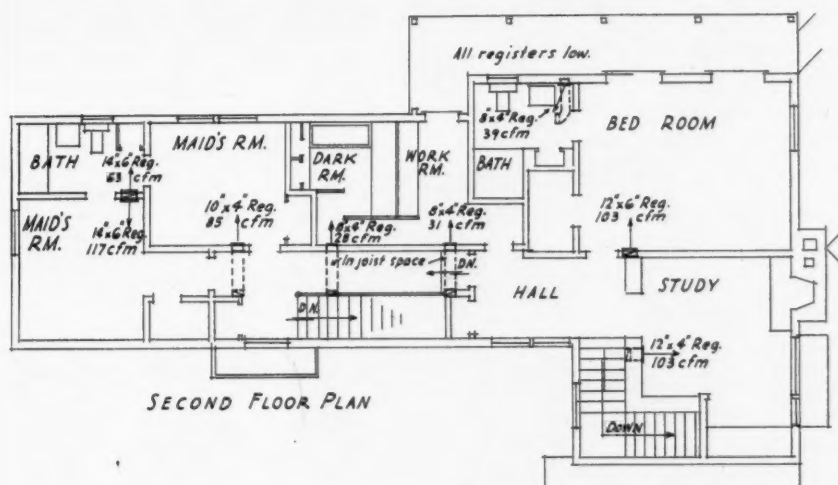 All registers low.
8"x4" Reg.
39 cfm
BED ROOM
MAID'S RM.
BATH
14"x6" Reg.
53 cfm
DARK
RM.
WORK
RM.
BATH
MAID'S
RM.
14"x6" Reg.
117 cfm
10"x4" Reg.
85 cfm
8"x4" Reg.
28 cfm
8"x4" Reg.
31 cfm
12"x6" Reg.
103 cfm
In joist space
DN.
HALL
STUDY
DN.
12"x4" Reg.
103 cfm
SECOND FLOOR PLAN
DOWN